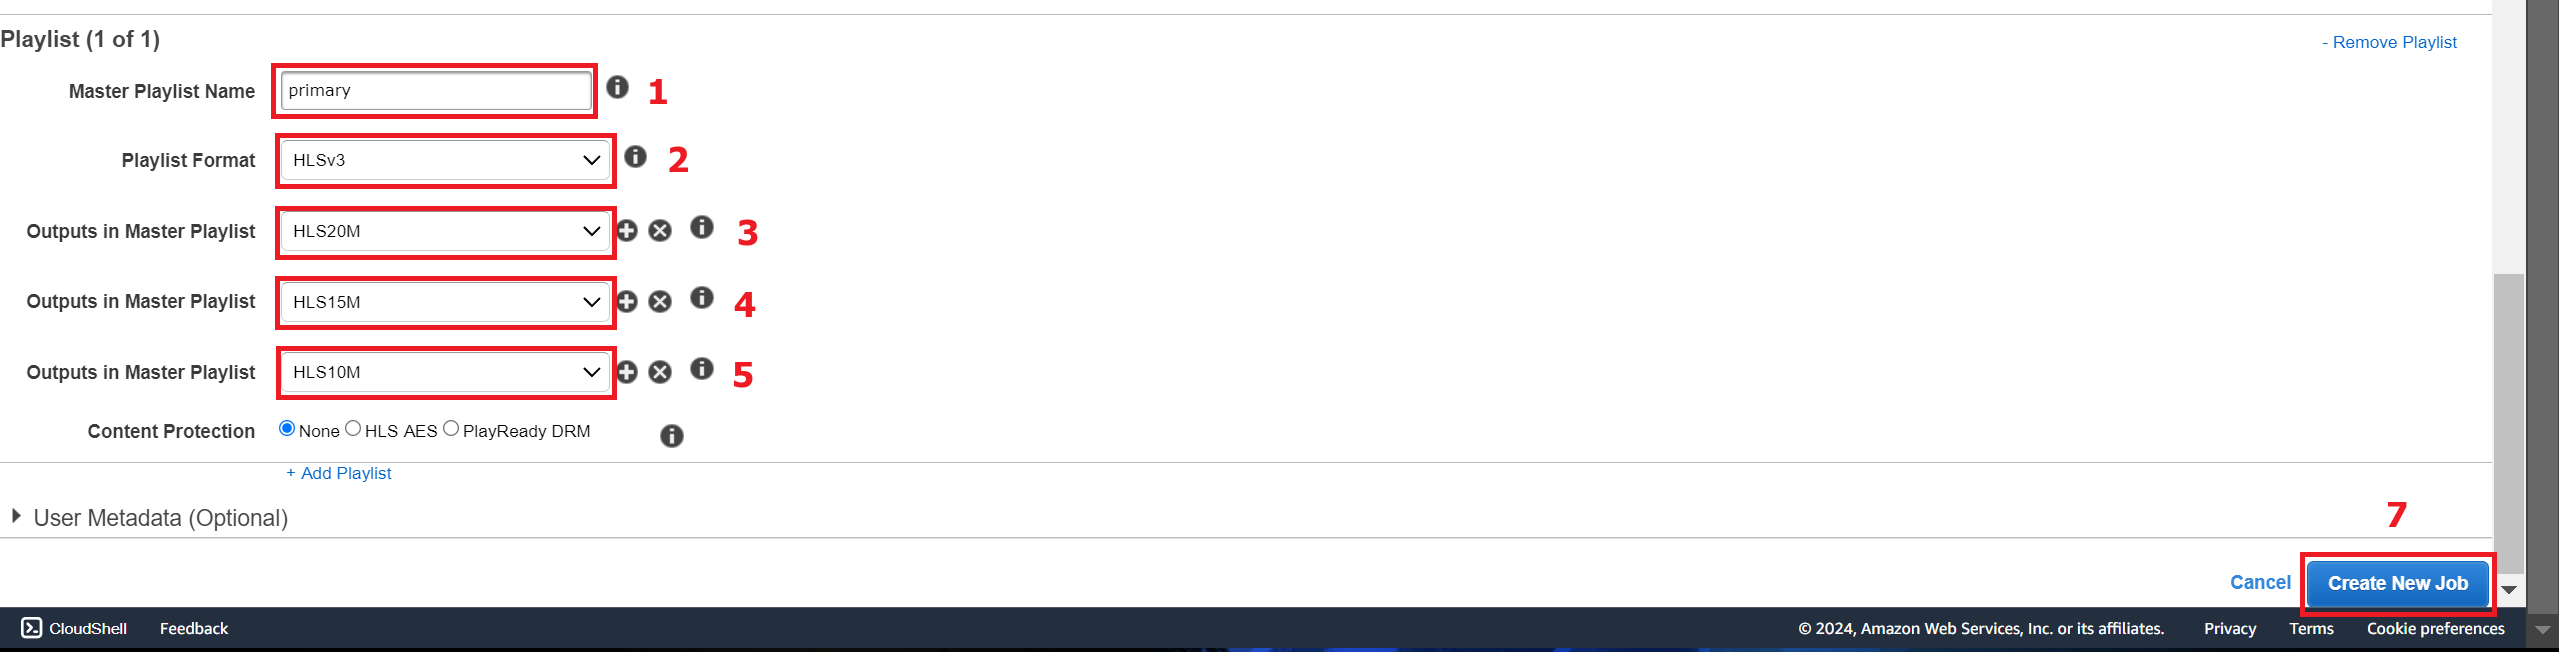 Playlist (1 of 1)
- Remove Playlist
Master Playlist Name primary 1
Playlist Format HLSv3 2
Outputs in Master Playlist HLS20M 3
Outputs in Master Playlist HLS15M 4
Outputs in Master Playlist HLS10M 5
Content Protection None HLS AES PlayReady DRM
+ Add Playlist
User Metadata (Optional)
7
Cancel Create New Job
CloudShell Feedback © 2024, Amazon Web Services, Inc. or its affiliates. Privacy Terms Cookie preferences